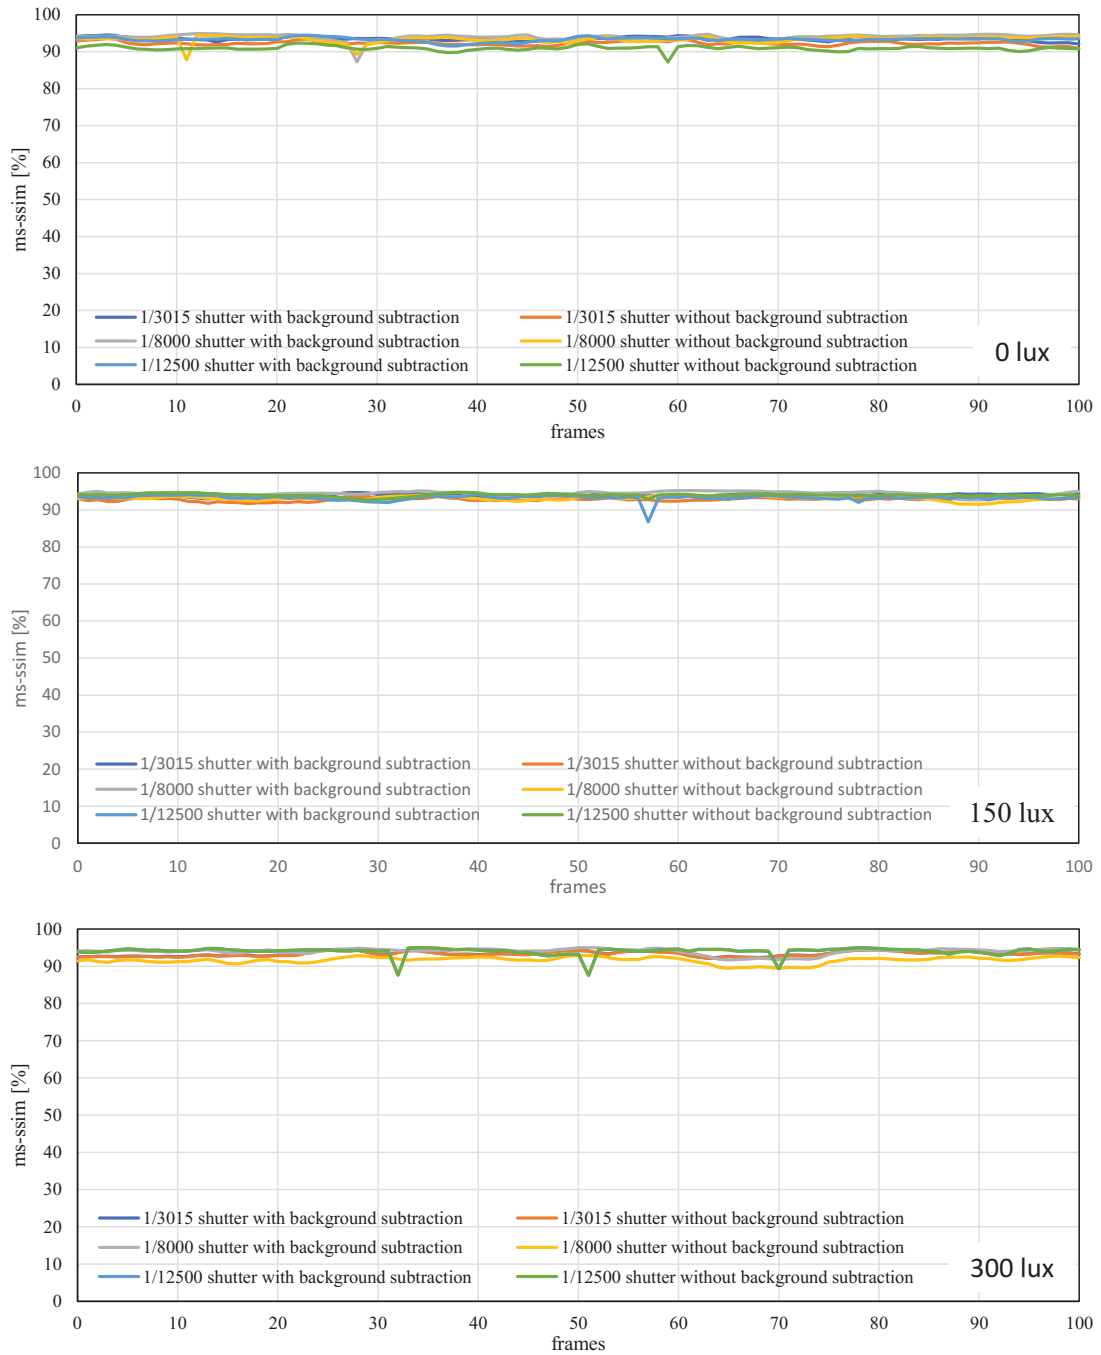 100
90
80
70
60
50
40
30
20
10
0
ms-ssim [%]
1/3015 shutter with background subtraction
1/3015 shutter without background subtraction
1/8000 shutter with background subtraction
1/8000 shutter without background subtraction
1/12500 shutter with background subtraction
1/12500 shutter without background subtraction
0 lux
0 10 20 30 40 50 60 70 80 90 100
frames
100
90
80
70
60
50
40
30
20
10
0
ms-ssim [%]
1/3015 shutter with background subtraction
1/3015 shutter without background subtraction
1/8000 shutter with background subtraction
1/8000 shutter without background subtraction
1/12500 shutter with background subtraction
1/12500 shutter without background subtraction
150 lux
0 10 20 30 40 50 60 70 80 90 100
frames
100
90
80
70
60
50
40
30
20
10
0
ms-ssim [%]
1/3015 shutter with background subtraction
1/3015 shutter without background subtraction
1/8000 shutter with background subtraction
1/8000 shutter without background subtraction
1/12500 shutter with background subtraction
1/12500 shutter without background subtraction
300 lux
0 10 20 30 40 50 60 70 80 90 100
frames